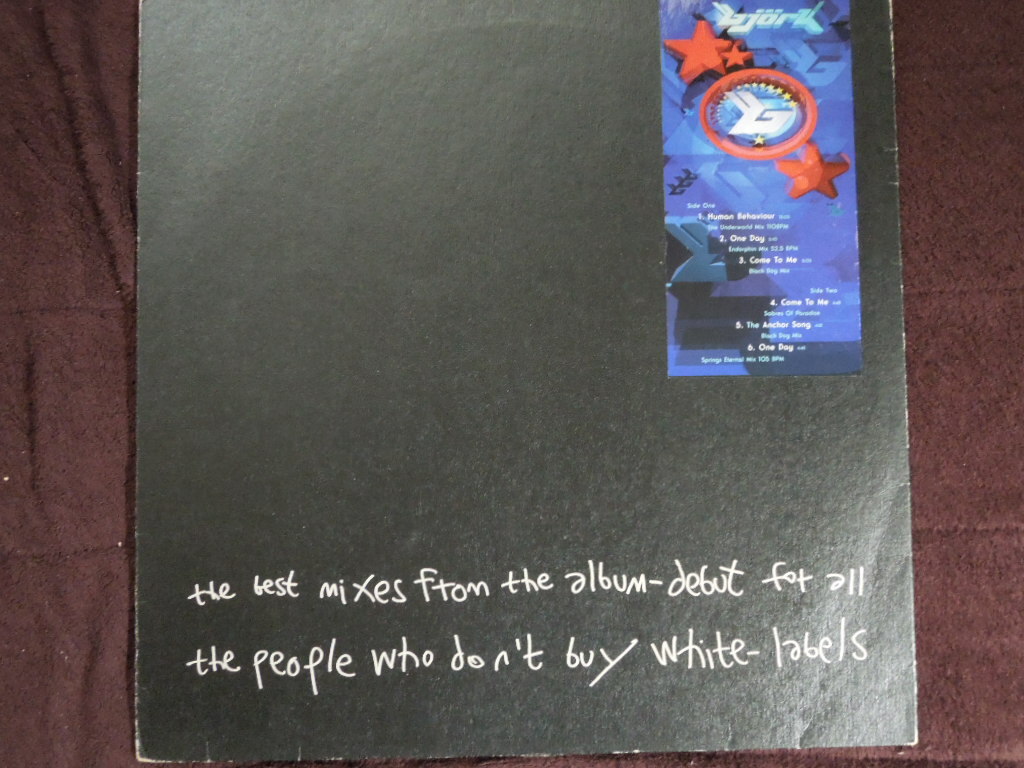 björk
Side One
1. Human Behaviour
The Underworld Mix 110BPM
2. One Day
Endorphin Mix 52.5 BPM
3. Come To Me
Black Dog Mix
Side Two
4. Come To Me
Sabres Of Paradise
5. The Anchor Song
Black Dog Mix
6. One Day
Springs Eternal Mix 105 BPM
the best mixes from the album-debut for all
the people who don't buy white-labels